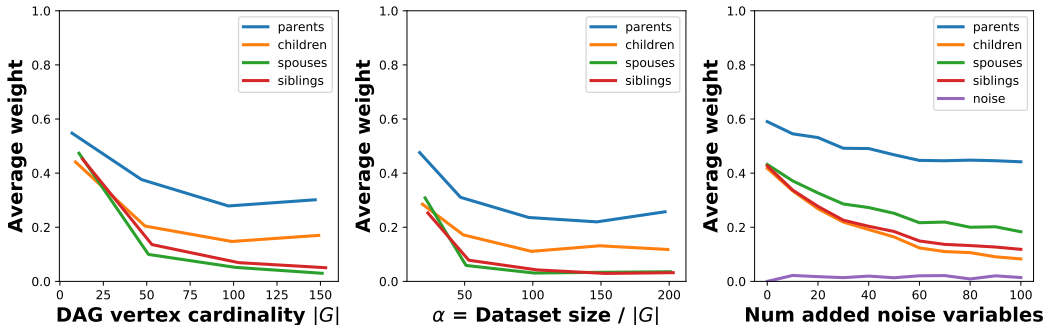 1.0
0.8
0.6
0.4
0.2
0.0
Average weight
0 25 50 75 100 125 150
DAG vertex cardinality |G|
parents
children
spouses
siblings
1.0
0.8
0.6
0.4
0.2
0.0
Average weight
50 100 150 200
α = Dataset size / |G|
parents
children
spouses
siblings
1.0
0.8
0.6
0.4
0.2
0.0
Average weight
0 20 40 60 80 100
Num added noise variables
parents
children
spouses
siblings
noise